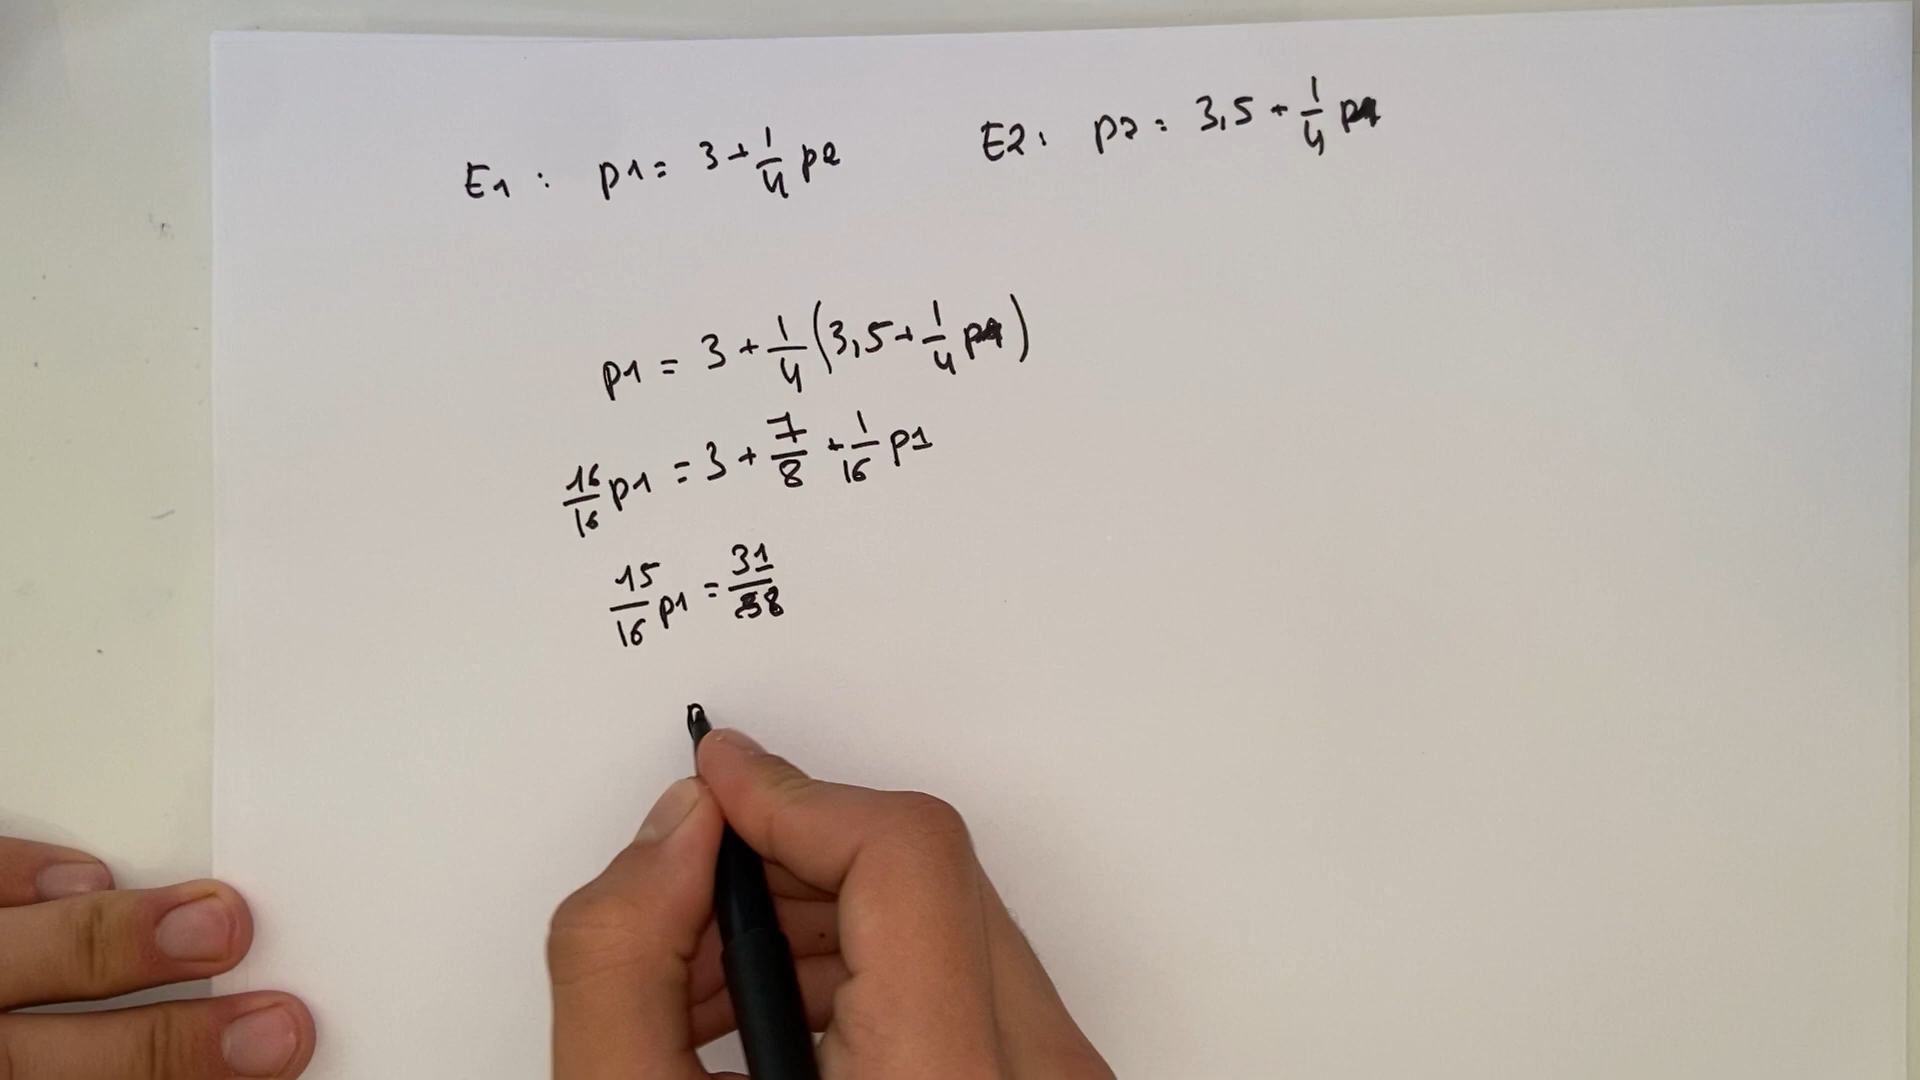 E1 : p1 = 3 + 1/4 p2
E2 : p2 = 3,5 + 1/4 p1
p1 = 3 + 1/4 (3,5 + 1/4 p1)
16/16 p1 = 3 + 7/8 + 1/16 p1
15/16 p1 = 31/8
p